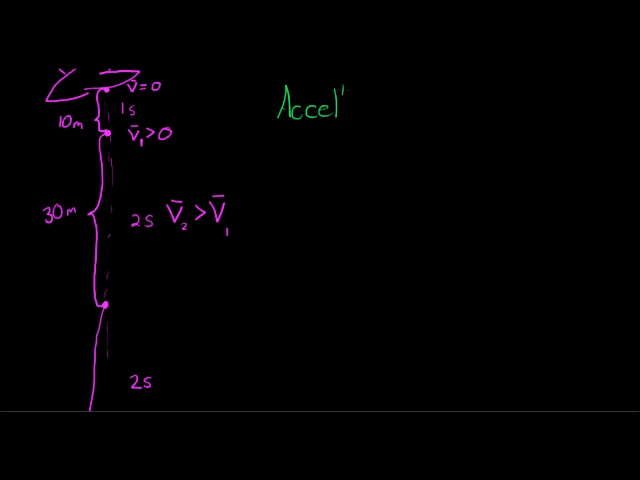 V̄=0
Accel'
1s
10m
V̄₁>0
30m
2s V̄₂ > V̄₁
2s